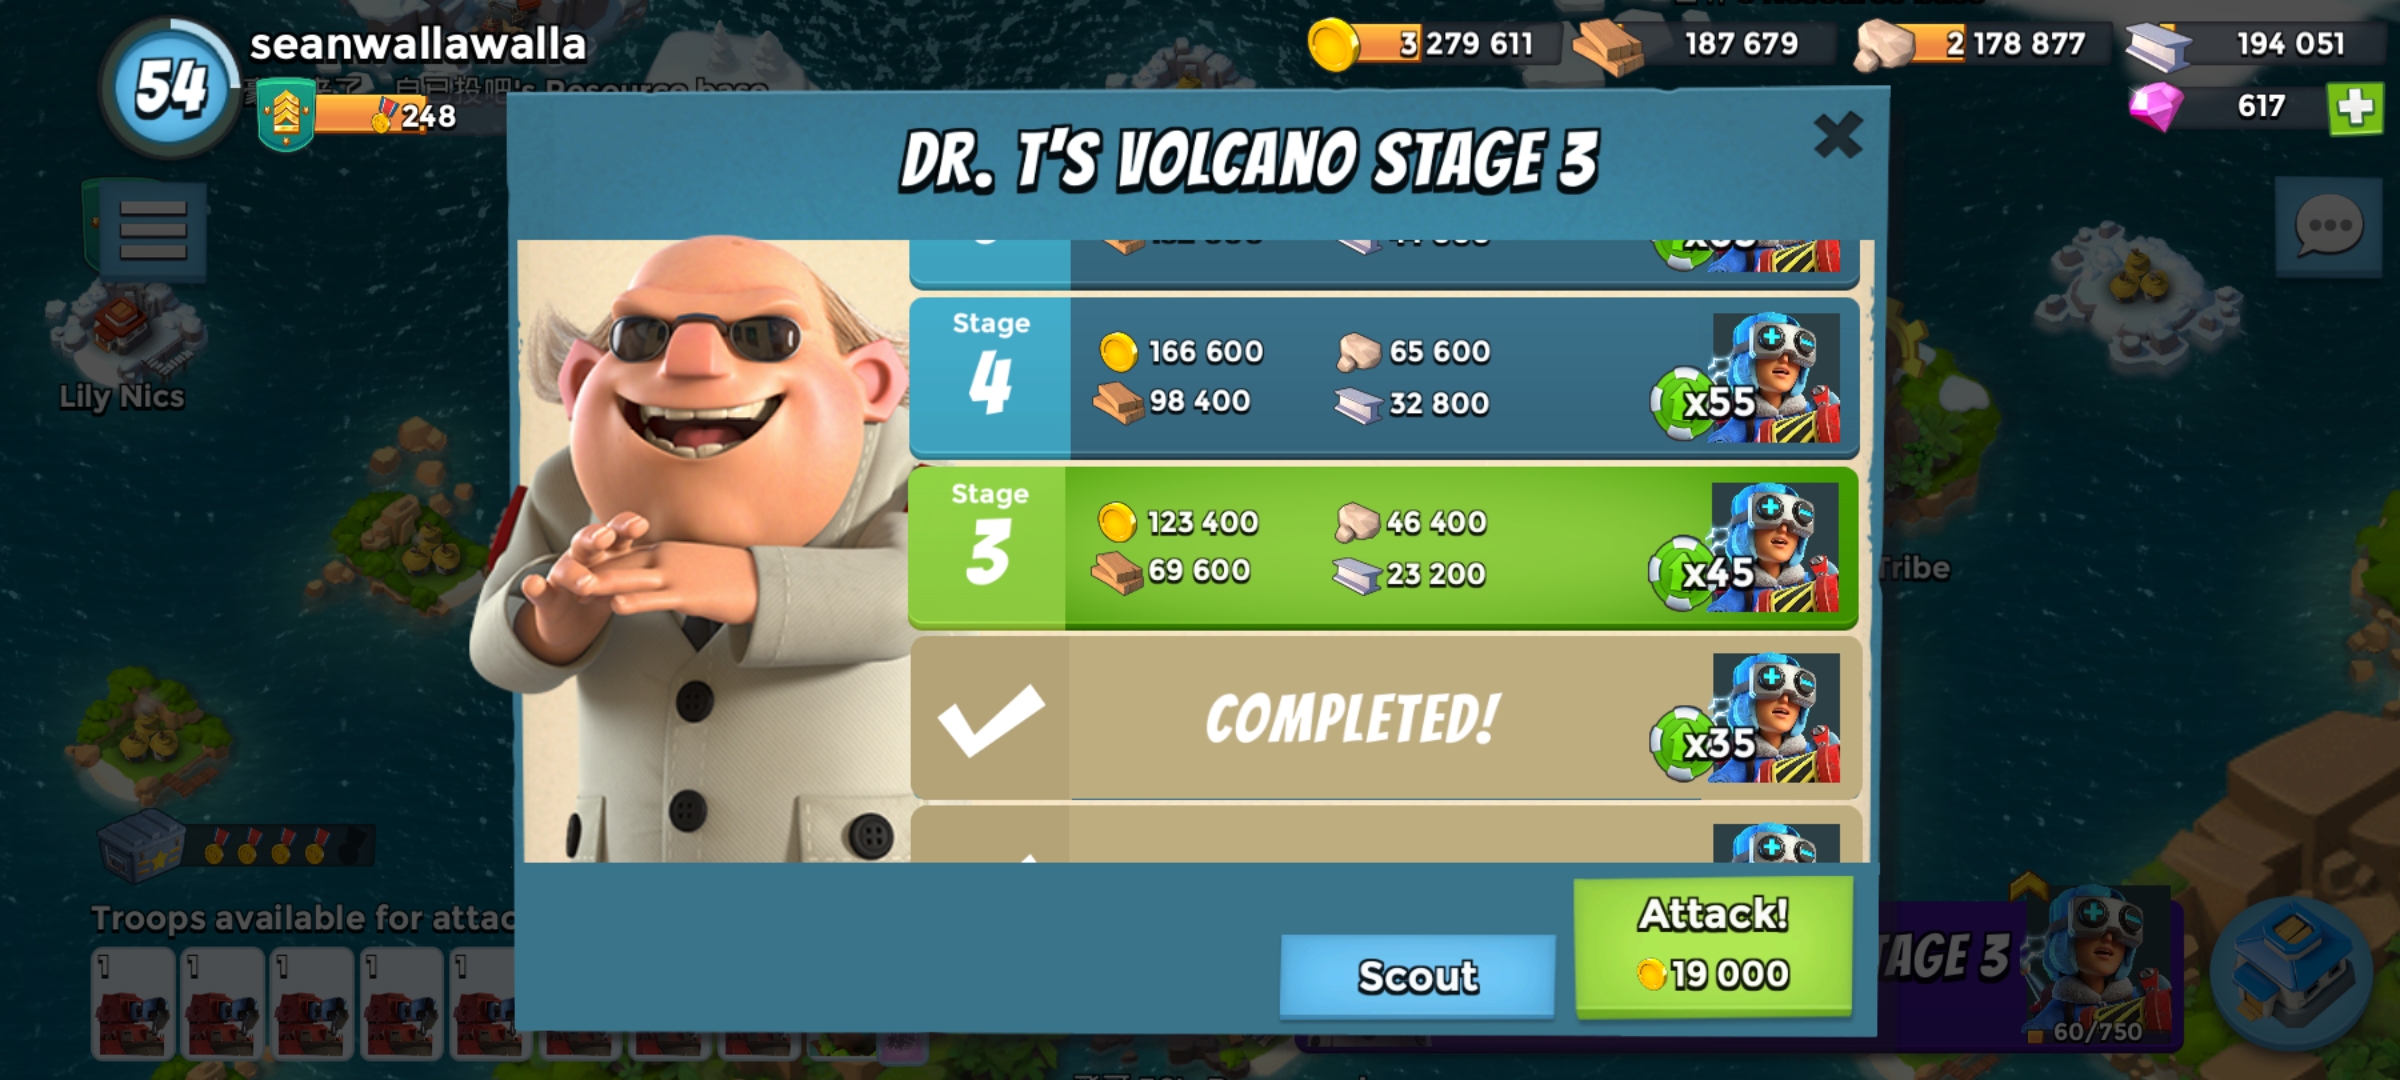 54
seanwallawalla
248
3 279 611
187 679
2 178 877
194 051
617
DR. T'S VOLCANO STAGE 3
Stage
4
166 600
65 600
98 400
32 800
x55
Stage
3
123 400
46 400
69 600
23 200
x45
COMPLETED!
x35
Lily Nics
Tribe
Troops available for attac
1 1 1 1 1
Scout
Attack!
19 000
TAGE 3
60/750